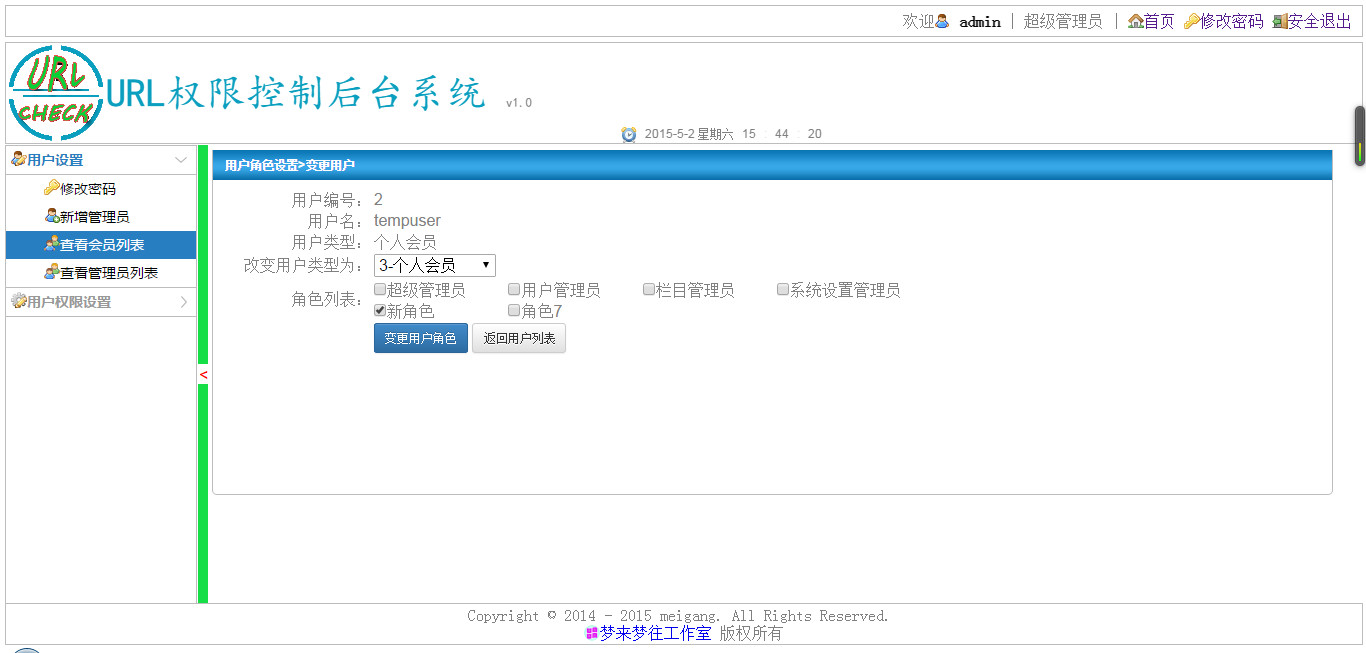 欢迎 admin | 超级管理员 | 首页 修改密码 安全退出
URL CHECK
URL权限控制后台系统 v1.0
2015-5-2 星期六 15 : 44 : 20
用户设置
修改密码
新增管理员
查看会员列表
查看管理员列表
用户权限设置
<
用户角色设置>变更用户
用户编号： 2
用户名： tempuser
用户类型： 个人会员
改变用户类型为： 3-个人会员
角色列表： 超级管理员 用户管理员 栏目管理员 系统设置管理员
新角色 角色7
变更用户角色 返回用户列表
Copyright © 2014 - 2015 meigang. All Rights Reserved.
梦来梦往工作室 版权所有